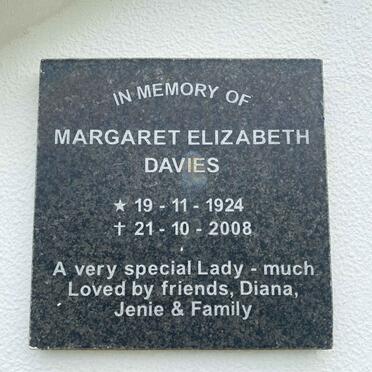 IN MEMORY OF
MARGARET ELIZABETH
DAVIES
★ 19 - 11 - 1924
✝ 21 - 10 - 2008
A very special Lady - much
Loved by friends, Diana,
Jenie & Family